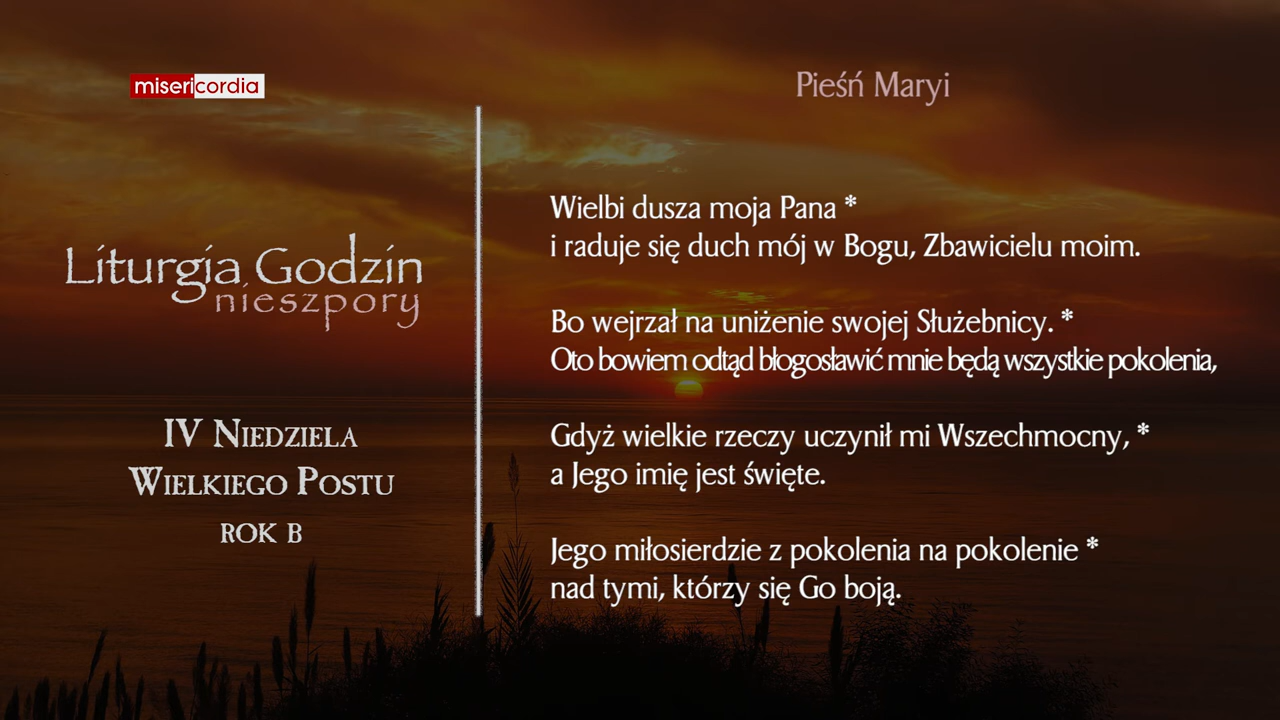 misericordia
Liturgia Godzin
nieszpory
IV Niedziela
Wielkiego Postu
rok B
Pieśń Maryi
Wielbi dusza moja Pana *
i raduje się duch mój w Bogu, Zbawicielu moim.
Bo wejrzał na uniżenie swojej Służebnicy. *
Oto bowiem odtąd błogosławić mnie będą wszystkie pokolenia,
Gdyż wielkie rzeczy uczynił mi Wszechmocny, *
a Jego imię jest święte.
Jego miłosierdzie z pokolenia na pokolenie *
nad tymi, którzy się Go boją.